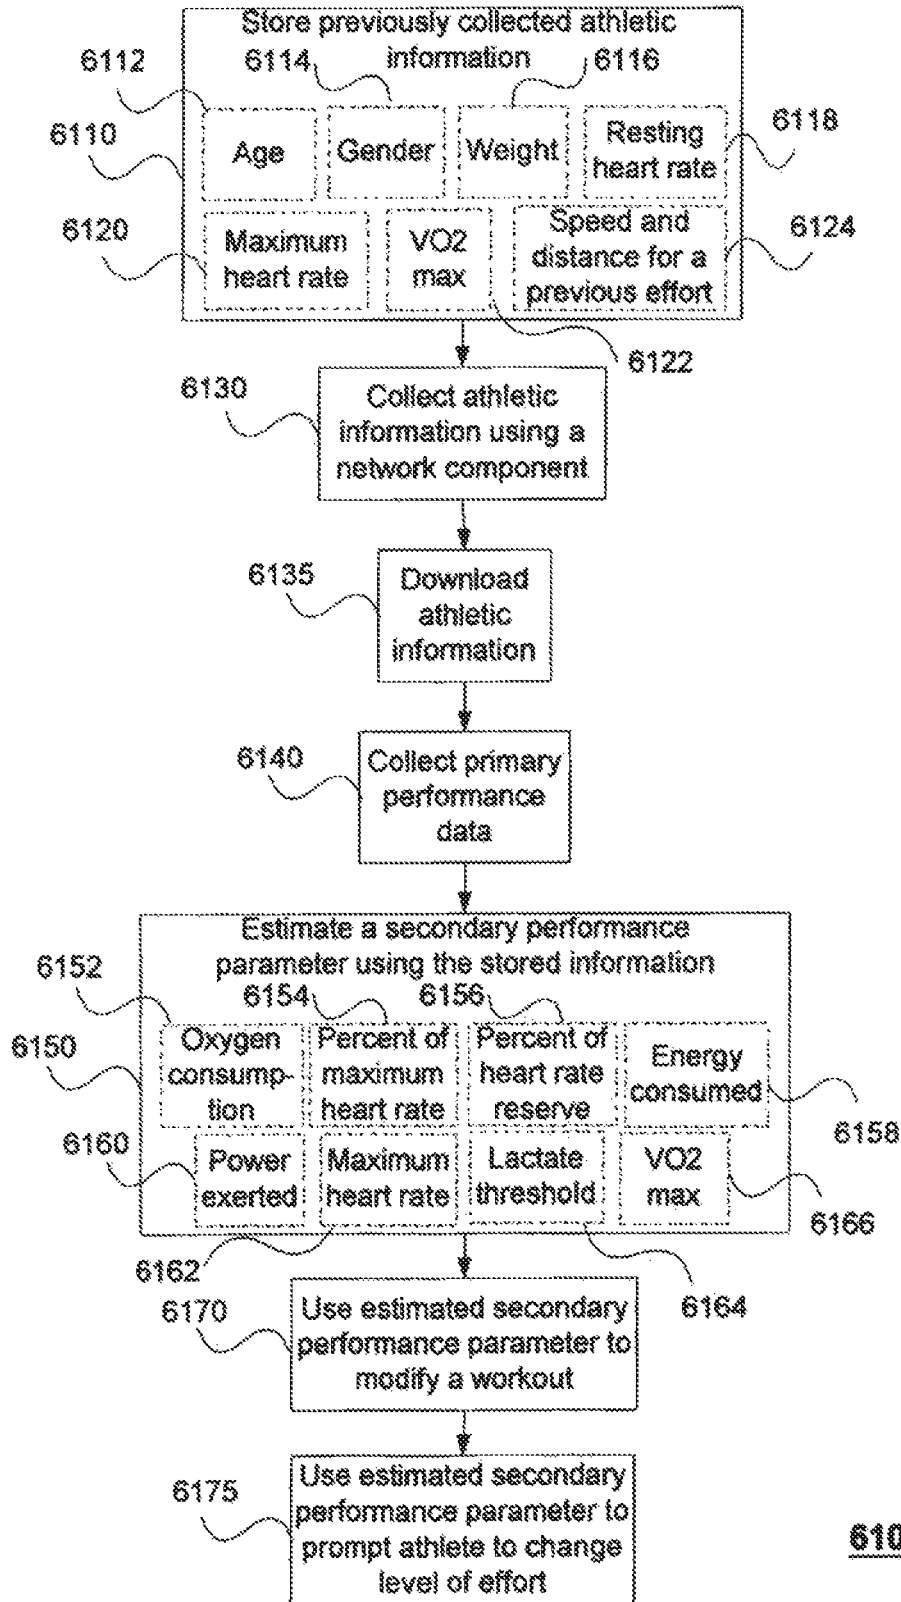 Store previously collected athletic
information
6112
6114
6116
6110
6118
Age
Gender
Weight
Resting
heart rate
6120
Maximum
heart rate
VO2
max
Speed and
distance for a
previous effort
6124
6122
6130
Collect athletic
information using a
network component
6135
Download
athletic
information
6140
Collect primary
performance
data
Estimate a secondary performance
parameter using the stored information
6152
6154
6156
6150
Oxygen
consump-
tion
Percent of
maximum
heart rate
Percent of
heart rate
reserve
Energy
consumed
6158
6160
Power
exerted
Maximum
heart rate
Lactate
threshold
VO2
max
6166
6162
6164
6170
Use estimated secondary
performance parameter to
modify a workout
6175
Use estimated secondary
performance parameter to
prompt athlete to change
level of effort
610